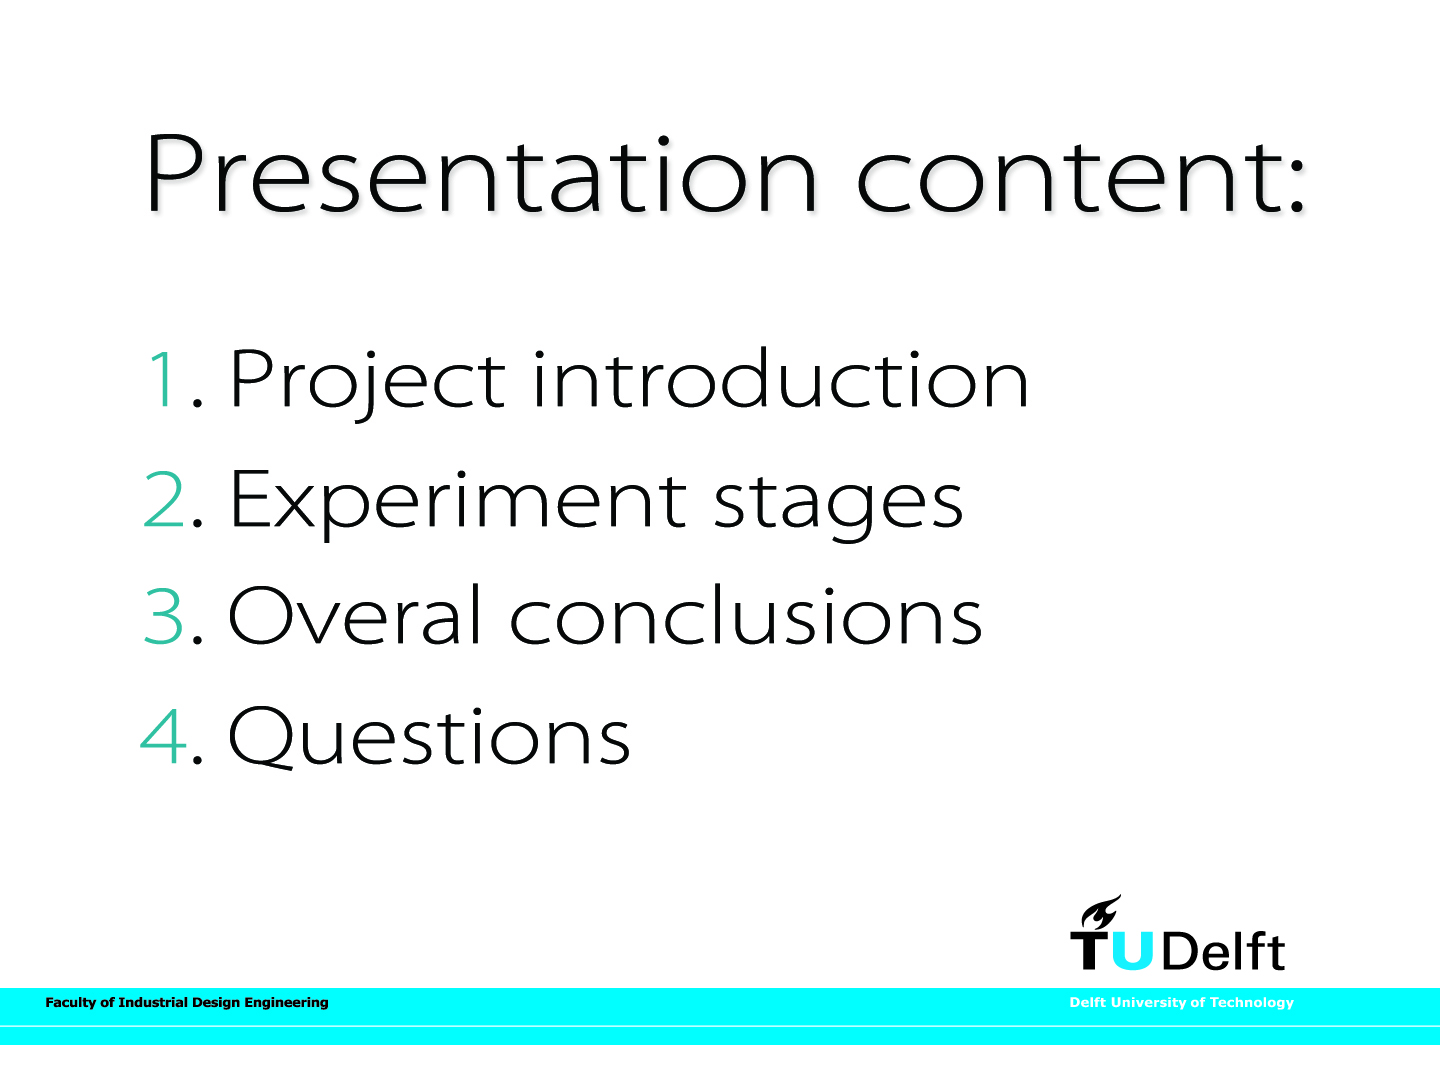 Presentation content:
1. Project introduction
2. Experiment stages
3. Overal conclusions
4. Questions
TUDelft
Faculty of Industrial Design Engineering
Delft University of Technology